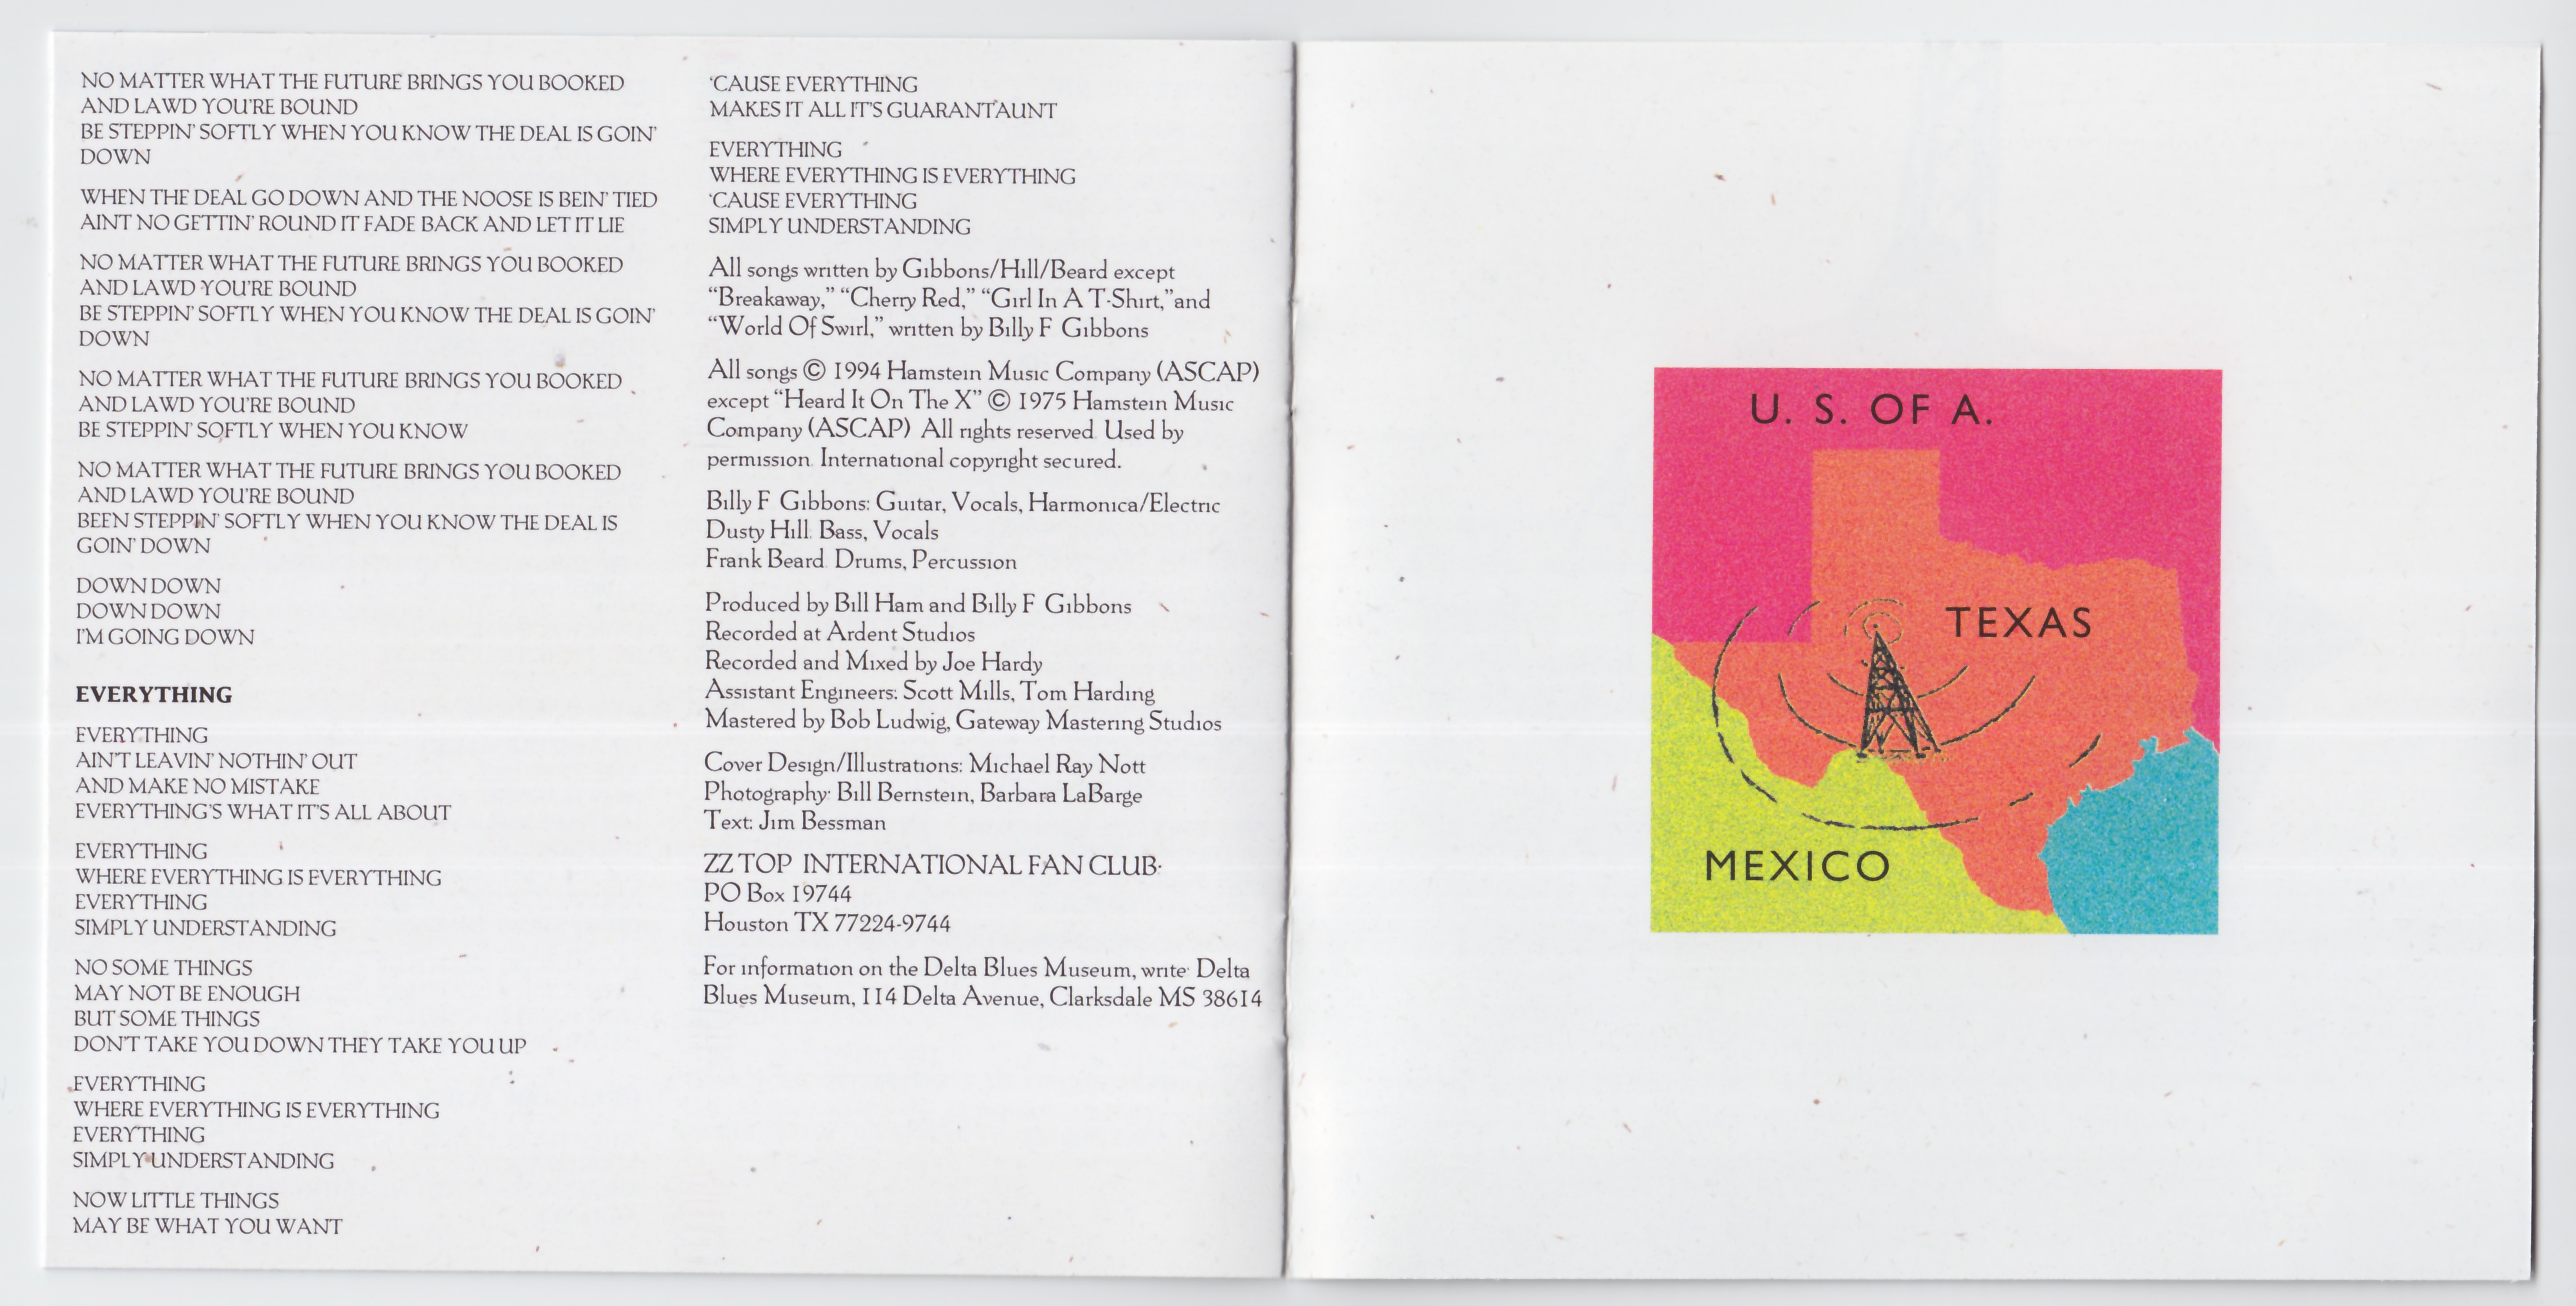 NO MATTER WHAT THE FUTURE BRINGS YOU BOOKED
AND LAWD YOU'RE BOUND
BE STEPPIN' SOFTLY WHEN YOU KNOW THE DEAL IS GOIN'
DOWN
WHEN THE DEAL GO DOWN AND THE NOOSE IS BEIN' TIED
AINT NO GETTIN' ROUND IT FADE BACK AND LET IT LIE
NO MATTER WHAT THE FUTURE BRINGS YOU BOOKED
AND LAWD YOU'RE BOUND
BE STEPPIN' SOFTLY WHEN YOU KNOW THE DEAL IS GOIN'
DOWN
NO MATTER WHAT THE FUTURE BRINGS YOU BOOKED
AND LAWD YOU'RE BOUND
BE STEPPIN' SOFTLY WHEN YOU KNOW
NO MATTER WHAT THE FUTURE BRINGS YOU BOOKED
AND LAWD YOU'RE BOUND
BEEN STEPPIN' SOFTLY WHEN YOU KNOW THE DEAL IS
GOIN' DOWN
DOWN DOWN
DOWN DOWN
I'M GOING DOWN
EVERYTHING
EVERYTHING
AIN'T LEAVIN' NOTHIN' OUT
AND MAKE NO MISTAKE
EVERYTHING'S WHAT IT'S ALL ABOUT
EVERYTHING
WHERE EVERYTHING IS EVERYTHING
EVERYTHING
SIMPLY UNDERSTANDING
NO SOME THINGS
MAY NOT BE ENOUGH
BUT SOME THINGS
DON'T TAKE YOU DOWN THEY TAKE YOU UP
EVERYTHING
WHERE EVERYTHING IS EVERYTHING
EVERYTHING
SIMPLY UNDERSTANDING
NOW LITTLE THINGS
MAY BE WHAT YOU WANT
'CAUSE EVERYTHING
MAKES IT ALL IT'S GUARANTAUNT
EVERYTHING
WHERE EVERYTHING IS EVERYTHING
'CAUSE EVERYTHING
SIMPLY UNDERSTANDING
All songs written by Gibbons/Hill/Beard except
"Breakaway," "Cherry Red," "Girl In A T-Shirt,"and
"World Of Swirl," written by Billy F Gibbons
All songs © 1994 Hamstein Music Company (ASCAP)
except "Heard It On The X" © 1975 Hamstein Music
Company (ASCAP) All rights reserved. Used by
permission. International copyright secured.
Billy F Gibbons: Guitar, Vocals, Harmonica/Electric
Dusty Hill: Bass, Vocals
Frank Beard: Drums, Percussion
Produced by Bill Ham and Billy F Gibbons
Recorded at Ardent Studios
Recorded and Mixed by Joe Hardy
Assistant Engineers: Scott Mills, Tom Harding
Mastered by Bob Ludwig, Gateway Mastering Studios
Cover Design/Illustrations: Michael Ray Nott
Photography: Bill Bernstein, Barbara LaBarge
Text: Jim Bessman
ZZ TOP INTERNATIONAL FAN CLUB:
PO Box 19744
Houston TX 77224-9744
For information on the Delta Blues Museum, write: Delta
Blues Museum, 114 Delta Avenue, Clarksdale MS 38614
U. S. OF A.
TEXAS
MEXICO